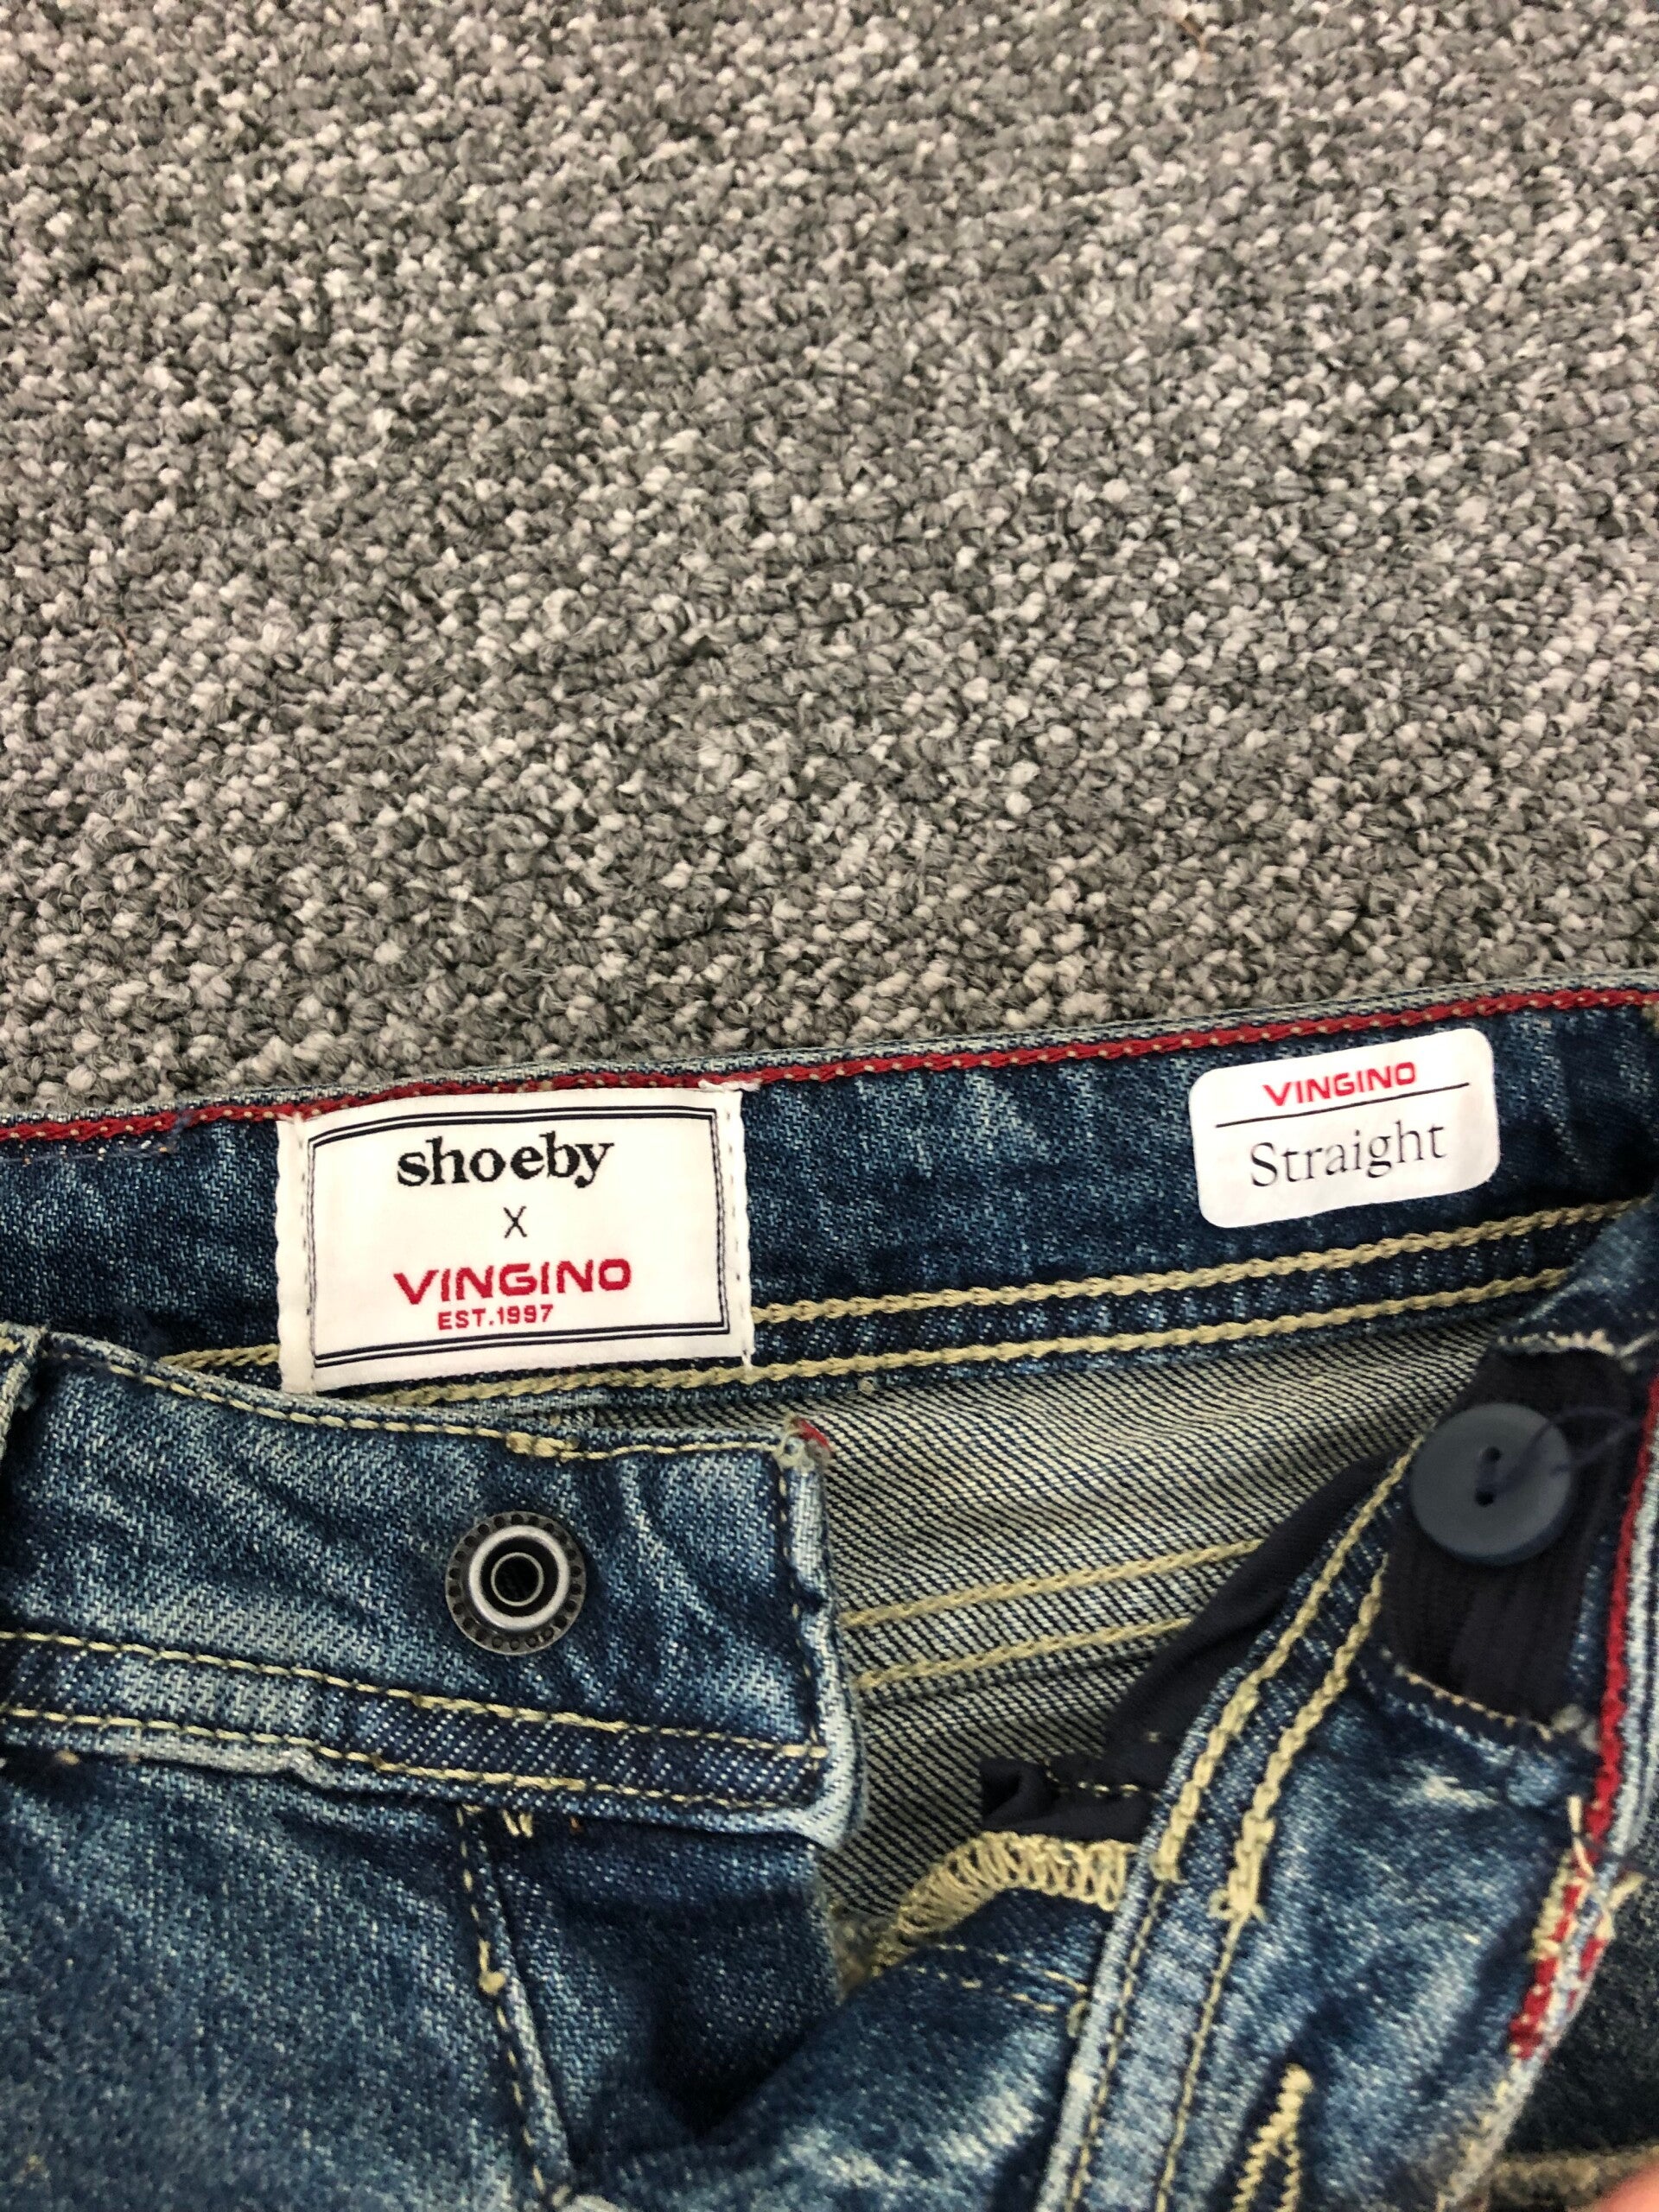 shoeby
X
VINGINO
EST.1997
VINGINO
Straight